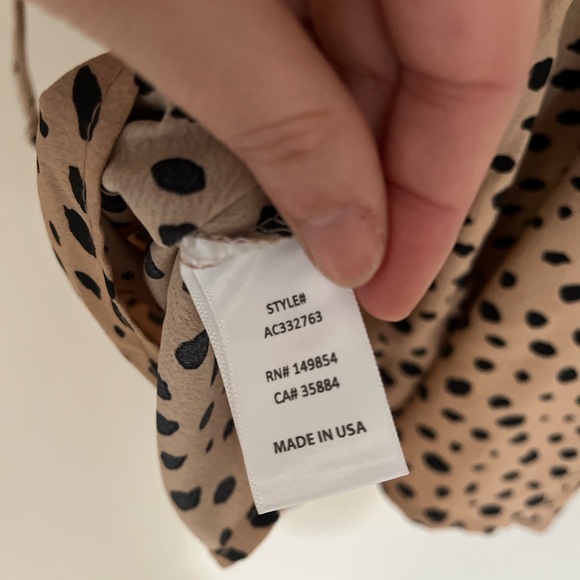 STYLE#
AC332763
RN# 149854
CA# 35884
MADE IN USA